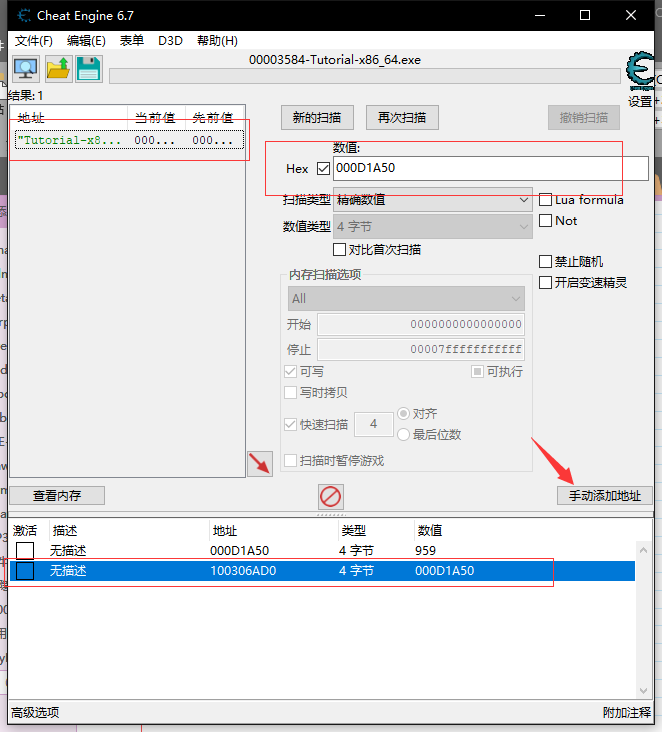 Cheat Engine 6.7
文件(F) 编辑(E) 表单 D3D 帮助(H)
00003584-Tutorial-x86_64.exe
结果: 1
设置
地址 当前值 先前值
"Tutorial-x8... 000... 000...
新的扫描 再次扫描 撤销扫描
数值:
Hex 000D1A50
扫描类型 精确数值
Lua formula
数值类型 4 字节
Not
对比首次扫描
禁止随机
内存扫描选项
开启变速精灵
All
开始 0000000000000000
停止 00007fffffffffff
可写 可执行
写时拷贝
快速扫描 4 对齐
最后位数
扫描时暂停游戏
查看内存 手动添加地址
激活 描述 地址 类型 数值
无描述 000D1A50 4 字节 959
无描述 100306AD0 4 字节 000D1A50
高级选项 附加注释